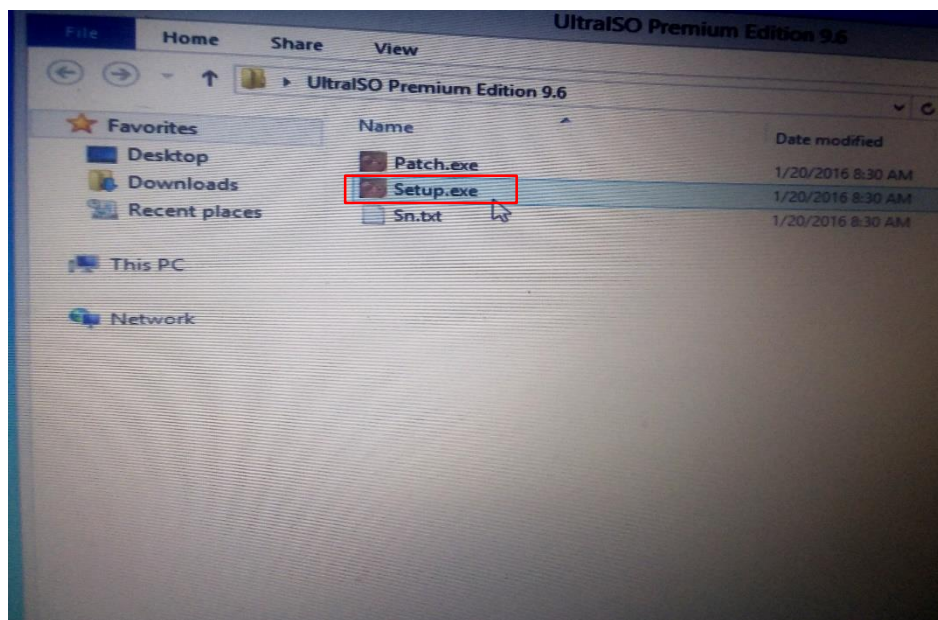 UltraISO Premium Edition 9.6
File Home Share View
UltraISO Premium Edition 9.6
Favorites
Desktop
Downloads
Recent places
This PC
Network
Name Date modified
Patch.exe 1/20/2016 8:30 AM
Setup.exe 1/20/2016 8:30 AM
Sn.txt 1/20/2016 8:30 AM